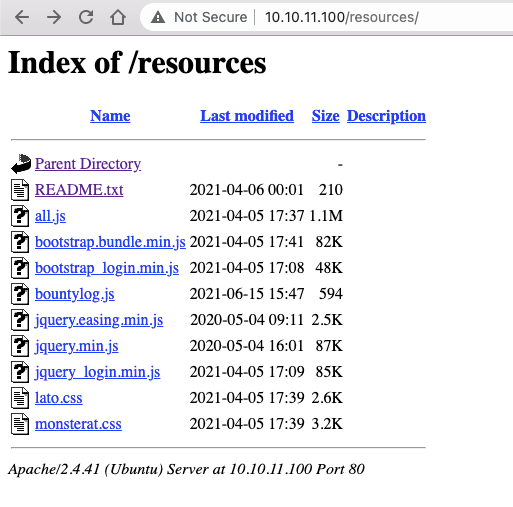 Not Secure | 10.10.11.100/resources/
Index of /resources
Name Last modified Size Description
Parent Directory -
README.txt 2021-04-06 00:01 210
all.js 2021-04-05 17:37 1.1M
bootstrap.bundle.min.js 2021-04-05 17:41 82K
bootstrap_login.min.js 2021-04-05 17:08 48K
bountylog.js 2021-06-15 15:47 594
jquery.easing.min.js 2020-05-04 09:11 2.5K
jquery.min.js 2020-05-04 16:01 87K
jquery_login.min.js 2021-04-05 17:09 85K
lato.css 2021-04-05 17:39 2.6K
monsterat.css 2021-04-05 17:39 3.2K
Apache/2.4.41 (Ubuntu) Server at 10.10.11.100 Port 80